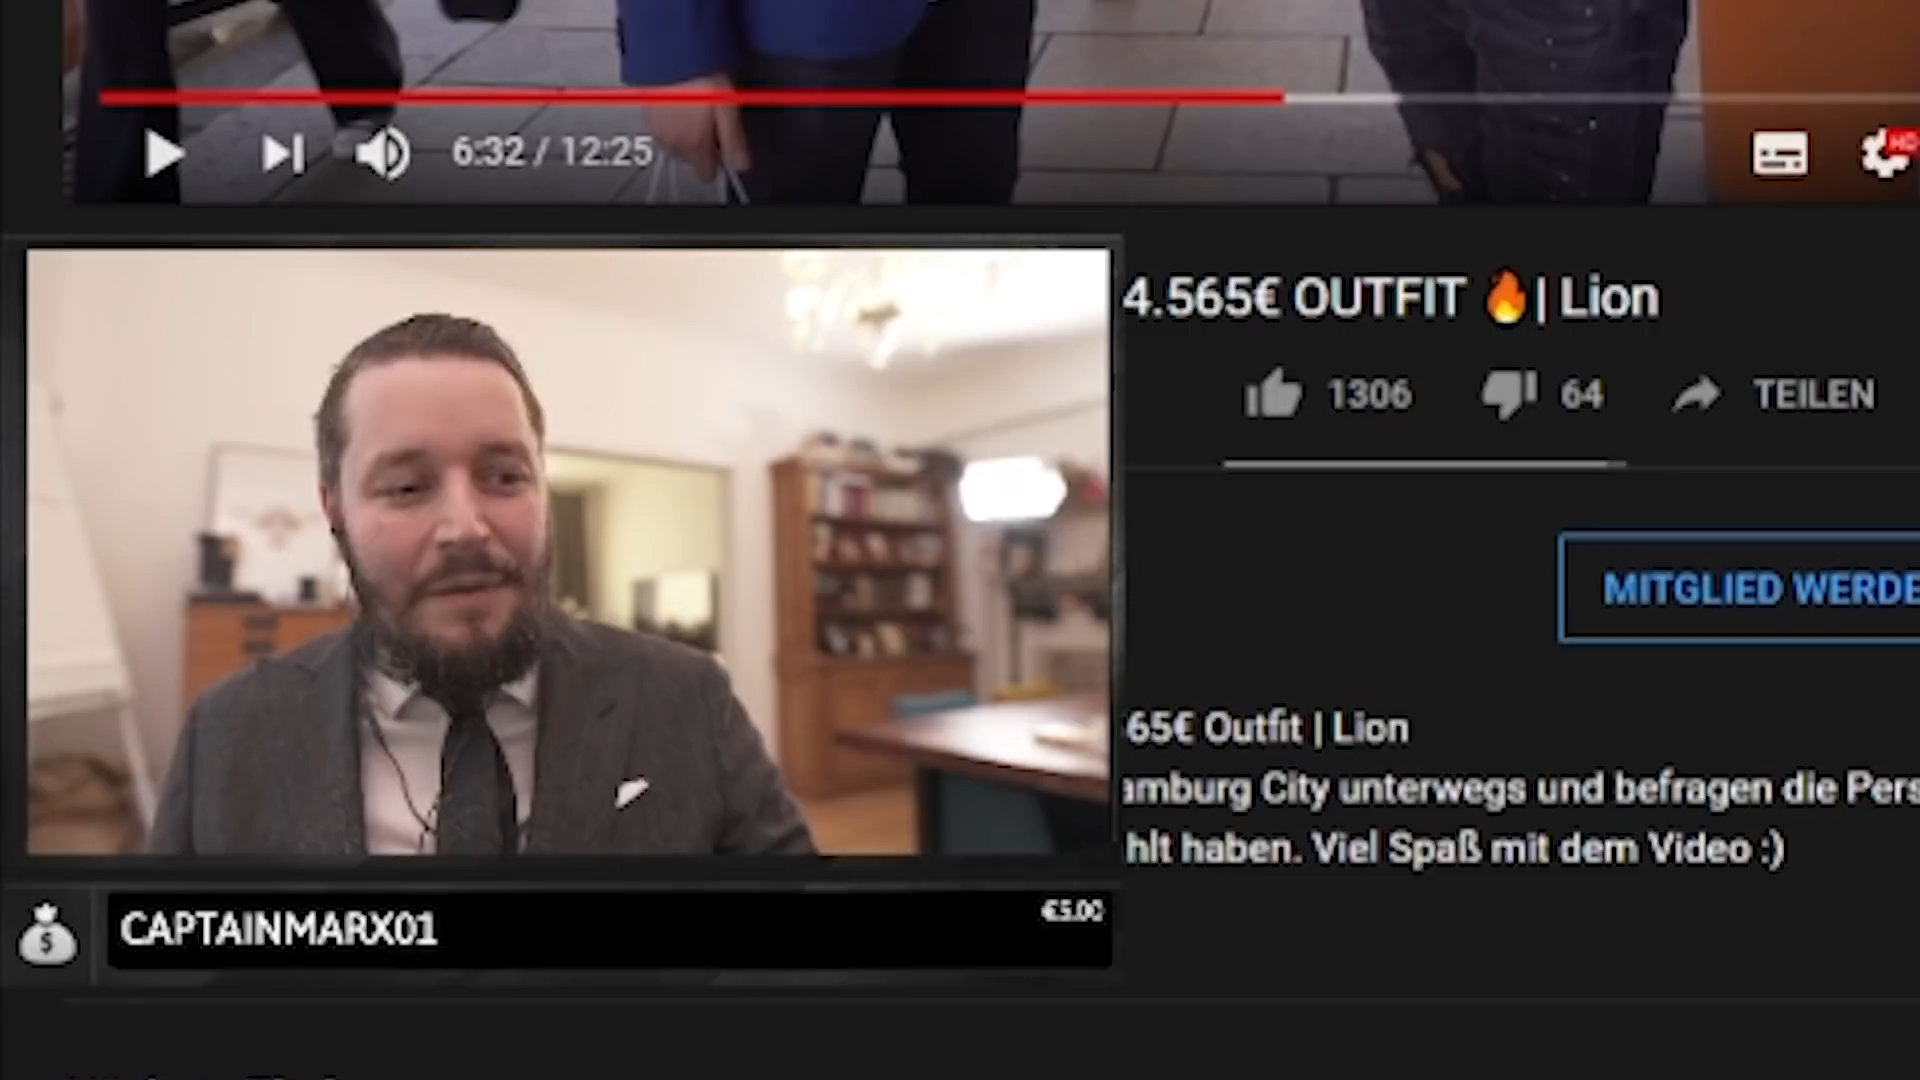 6:32 / 12:25
HD
4.565€ OUTFIT 🔥 | Lion
1306
64
TEILEN
MITGLIED WERDE
65€ Outfit | Lion
amburg City unterwegs und befragen die Pers
hlt haben. Viel Spaß mit dem Video :)
CAPTAINMARX01
€5.00
$